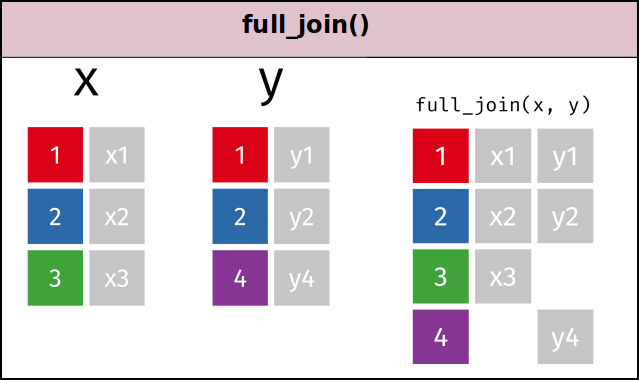 full_join()
x
y
full_join(x, y)
1 x1
2 x2
3 x3
1 y1
2 y2
4 y4
1 x1 y1
2 x2 y2
3 x3
4 y4